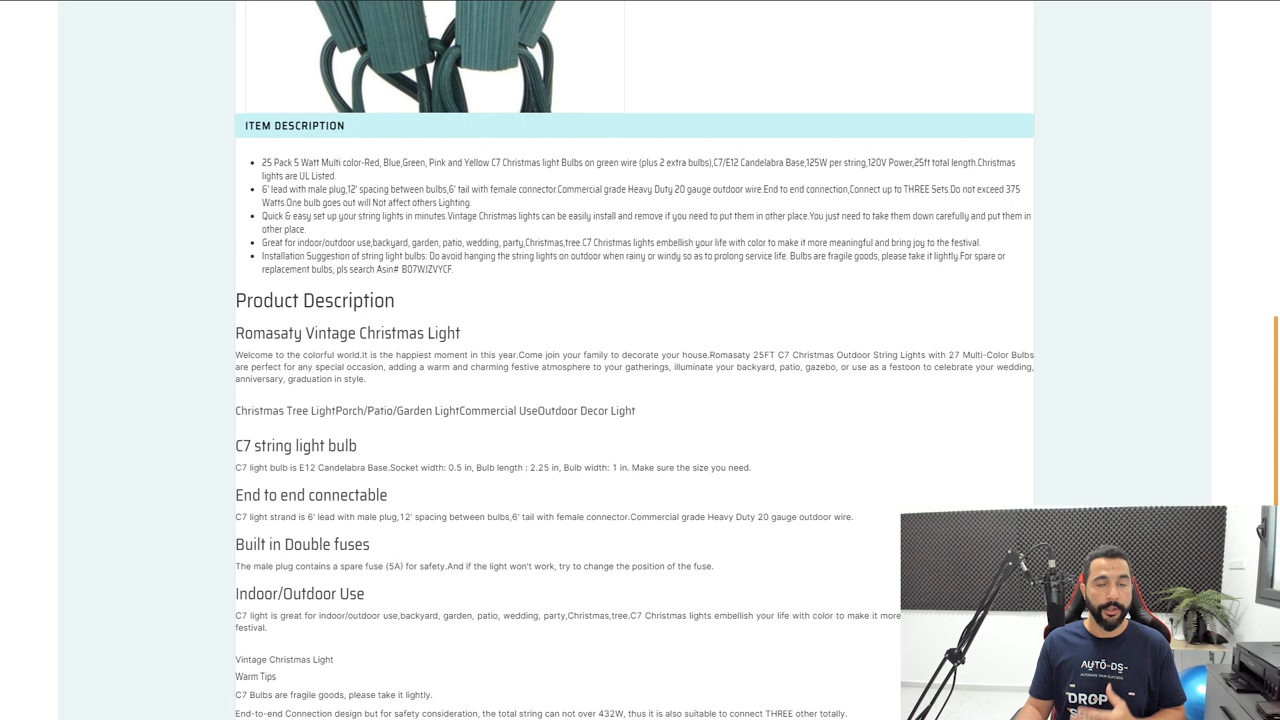 ITEM DESCRIPTION
25 Pack 5 Watt Multi color-Red, Blue,Green, Pink and Yellow C7 Christmas light Bulbs on green wire (plus 2 extra bulbs),C7/E12 Candelabra Base,125W per string,120V Power,25ft total length.Christmas
lights are UL Listed.
6' lead with male plug,12' spacing between bulbs,6' tail with female connector.Commercial grade Heavy Duty 20 gauge outdoor wire.End to end connection,Connect up to THREE Sets.Do not exceed 375
Watts.One bulb goes out will Not affect others Lighting.
Quick & easy set up your string lights in minutes.Vintage Christmas lights can be easily install and remove if you need to put them in other place.You just need to take them down carefully and put them in
other place.
Great for indoor/outdoor use,backyard, garden, patio, wedding, party,Christmas,tree.C7 Christmas lights embellish your life with color to make it more meaningful and bring joy to the festival.
Installation Suggestion of string light bulbs: Do avoid hanging the string lights on outdoor when rainy or windy so as to prolong service life. Bulbs are fragile goods, please take it lightly.For spare or
replacement bulbs, pls search Asin# B07WJZVYCF.
Product Description
Romasaty Vintage Christmas Light
Welcome to the colorful world.It is the happiest moment in this year.Come join your family to decorate your house.Romasaty 25FT C7 Christmas Outdoor String Lights with 27 Multi-Color Bulbs
are perfect for any special occasion, adding a warm and charming festive atmosphere to your gatherings, illuminate your backyard, patio, gazebo, or use as a festoon to celebrate your wedding,
anniversary, graduation in style.
Christmas Tree LightPorch/Patio/Garden LightCommercial UseOutdoor Decor Light
C7 string light bulb
C7 light bulb is E12 Candelabra Base.Socket width: 0.5 in, Bulb length : 2.25 in, Bulb width: 1 in. Make sure the size you need.
End to end connectable
C7 light strand is 6' lead with male plug,12' spacing between bulbs,6' tail with female connector.Commercial grade Heavy Duty 20 gauge outdoor wire.
Built in Double fuses
The male plug contains a spare fuse (5A) for safety.And if the light won't work, try to change the position of the fuse.
Indoor/Outdoor Use
C7 light is great for indoor/outdoor use,backyard, garden, patio, wedding, party,Christmas,tree.C7 Christmas lights embellish your life with color to make it more
festival.
Vintage Christmas Light
Warm Tips
C7 Bulbs are fragile goods, please take it lightly.
End-to-end Connection design but for safety consideration, the total string can not over 432W, thus it is also suitable to connect THREE other totally.
AUTO-DS
DROP